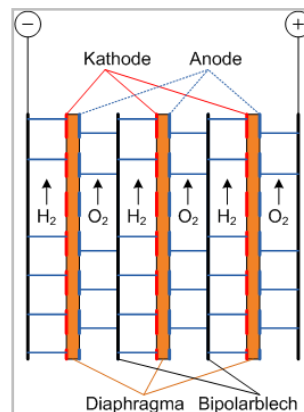 − +
Kathode Anode
H₂ O₂ H₂ O₂ H₂ O₂
Diaphragma Bipolarblech